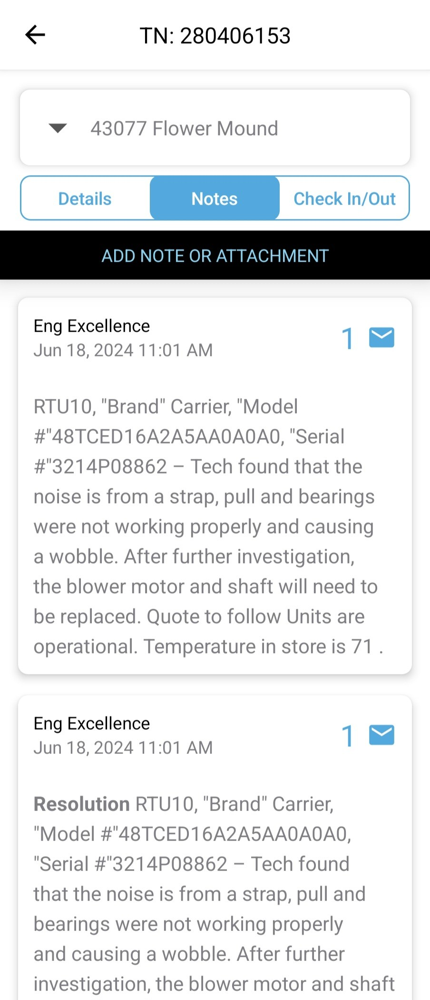 TN: 280406153
43077 Flower Mound
Details
Notes
Check In/Out
ADD NOTE OR ATTACHMENT
Eng Excellence
1
Jun 18, 2024 11:01 AM
RTU10, "Brand" Carrier, "Model
#"48TCED16A2A5AA0A0A0, "Serial
#"3214P08862 – Tech found that the
noise is from a strap, pull and bearings
were not working properly and causing
a wobble. After further investigation,
the blower motor and shaft will need to
be replaced. Quote to follow Units are
operational. Temperature in store is 71 .
Eng Excellence
1
Jun 18, 2024 11:01 AM
Resolution RTU10, "Brand" Carrier,
"Model #"48TCED16A2A5AA0A0A0,
"Serial #"3214P08862 – Tech found
that the noise is from a strap, pull and
bearings were not working properly
and causing a wobble. After further
investigation, the blower motor and shaft